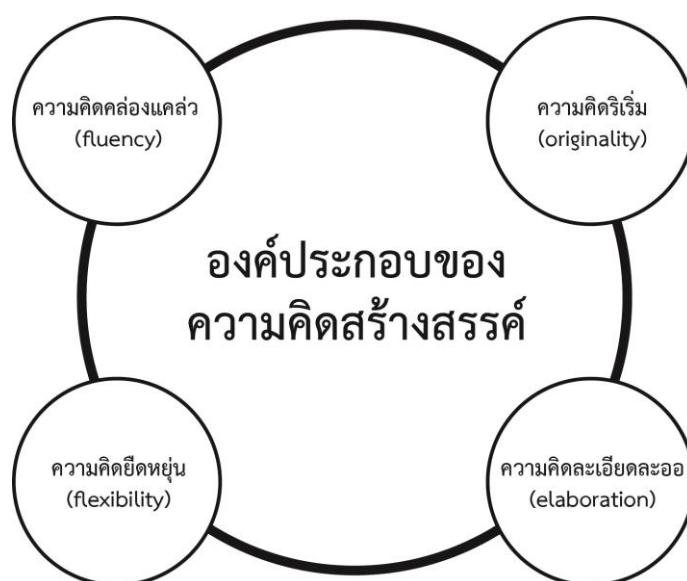 ความคิดคล่องแคล่ว
(fluency)
ความคิดริเริ่ม
(originality)
องค์ประกอบของ
ความคิดสร้างสรรค์
ความคิดยืดหยุ่น
(flexibility)
ความคิดละเอียดละออ
(elaboration)